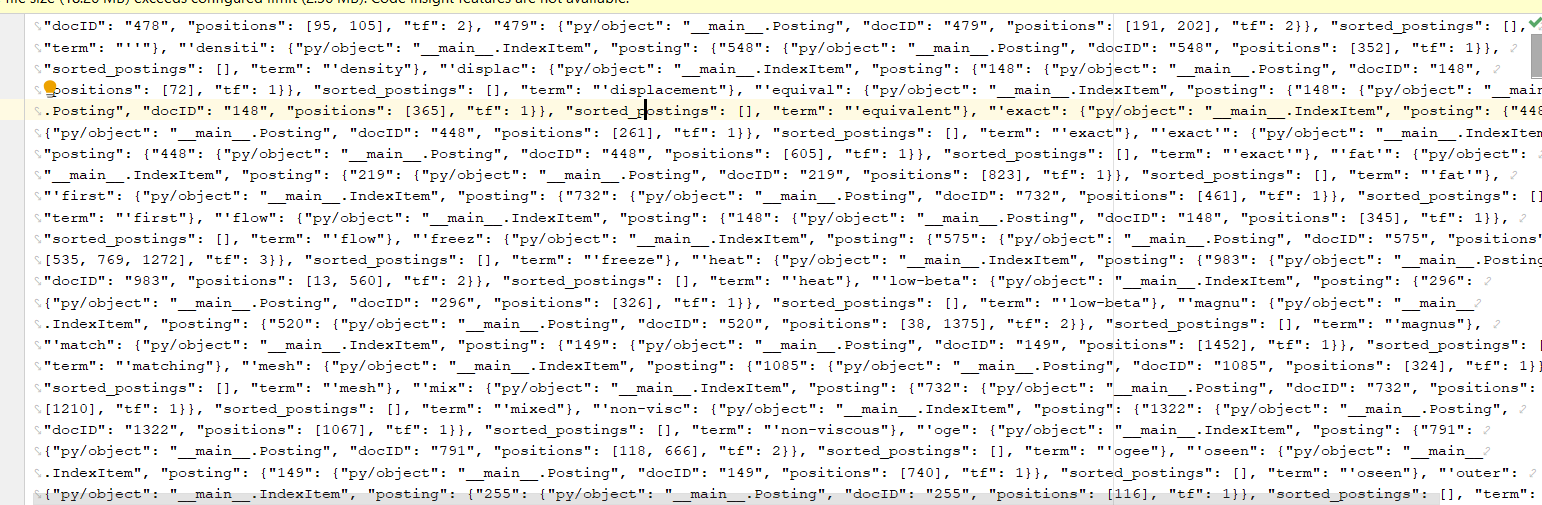 file size (18.20 MB) exceeds configured limit (2.56 MB). Code insight features are not available.
"docID": "478", "positions": [95, 105], "tf": 2}, "479": {"py/object": "__main__.Posting", "docID": "479", "positions": [191, 202], "tf": 2}}, "sorted_postings": [],
"term": "'''"}, "'densiti": {"py/object": "__main__.IndexItem", "posting": {"548": {"py/object": "__main__.Posting", "docID": "548", "positions": [352], "tf": 1}},
"sorted_postings": [], "term": "'density"}, "'displac": {"py/object": "__main__.IndexItem", "posting": {"148": {"py/object": "__main__.Posting", "docID": "148",
positions": [72], "tf": 1}}, "sorted_postings": [], "term": "'displacement"}, "'equival": {"py/object": "__main__.IndexItem", "posting": {"148": {"py/object": "__main
.Posting", "docID": "148", "positions": [365], "tf": 1}}, "sorted_postings": [], "term": "'equivalent"}, "'exact": {"py/object": "__main__.IndexItem", "posting": {"448
{"py/object": "__main__.Posting", "docID": "448", "positions": [261], "tf": 1}}, "sorted_postings": [], "term": "'exact"}, "'exact'": {"py/object": "__main__.IndexItem
"posting": {"448": {"py/object": "__main__.Posting", "docID": "448", "positions": [605], "tf": 1}}, "sorted_postings": [], "term": "'exact'"}, "'fat'": {"py/object":
"__main__.IndexItem", "posting": {"219": {"py/object": "__main__.Posting", "docID": "219", "positions": [823], "tf": 1}}, "sorted_postings": [], "term": "'fat'"},
"'first": {"py/object": "__main__.IndexItem", "posting": {"732": {"py/object": "__main__.Posting", "docID": "732", "positions": [461], "tf": 1}}, "sorted_postings": []
"term": "'first"}, "'flow": {"py/object": "__main__.IndexItem", "posting": {"148": {"py/object": "__main__.Posting", "docID": "148", "positions": [345], "tf": 1}},
"sorted_postings": [], "term": "'flow"}, "'freez": {"py/object": "__main__.IndexItem", "posting": {"575": {"py/object": "__main__.Posting", "docID": "575", "positions"
[535, 769, 1272], "tf": 3}}, "sorted_postings": [], "term": "'freeze"}, "'heat": {"py/object": "__main__.IndexItem", "posting": {"983": {"py/object": "__main__.Posting
"docID": "983", "positions": [13, 560], "tf": 2}}, "sorted_postings": [], "term": "'heat"}, "'low-beta": {"py/object": "__main__.IndexItem", "posting": {"296":
{"py/object": "__main__.Posting", "docID": "296", "positions": [326], "tf": 1}}, "sorted_postings": [], "term": "'low-beta"}, "'magnu": {"py/object": "__main__
.IndexItem", "posting": {"520": {"py/object": "__main__.Posting", "docID": "520", "positions": [38, 1375], "tf": 2}}, "sorted_postings": [], "term": "'magnus"},
"'match": {"py/object": "__main__.IndexItem", "posting": {"149": {"py/object": "__main__.Posting", "docID": "149", "positions": [1452], "tf": 1}}, "sorted_postings": [
"term": "'matching"}, "'mesh": {"py/object": "__main__.IndexItem", "posting": {"1085": {"py/object": "__main__.Posting", "docID": "1085", "positions": [324], "tf": 1}}
"sorted_postings": [], "term": "'mesh"}, "'mix": {"py/object": "__main__.IndexItem", "posting": {"732": {"py/object": "__main__.Posting", "docID": "732", "positions":
[1210], "tf": 1}}, "sorted_postings": [], "term": "'mixed"}, "'non-visc": {"py/object": "__main__.IndexItem", "posting": {"1322": {"py/object": "__main__.Posting",
"docID": "1322", "positions": [1067], "tf": 1}}, "sorted_postings": [], "term": "'non-viscous"}, "'oge": {"py/object": "__main__.IndexItem", "posting": {"791":
{"py/object": "__main__.Posting", "docID": "791", "positions": [118, 666], "tf": 2}}, "sorted_postings": [], "term": "'ogee"}, "'oseen": {"py/object": "__main__
.IndexItem", "posting": {"149": {"py/object": "__main__.Posting", "docID": "149", "positions": [740], "tf": 1}}, "sorted_postings": [], "term": "'oseen"}, "'outer":
{"py/object": "__main__.IndexItem", "posting": {"255": {"py/object": "__main__.Posting", "docID": "255", "positions": [116], "tf": 1}}, "sorted_postings": [], "term":